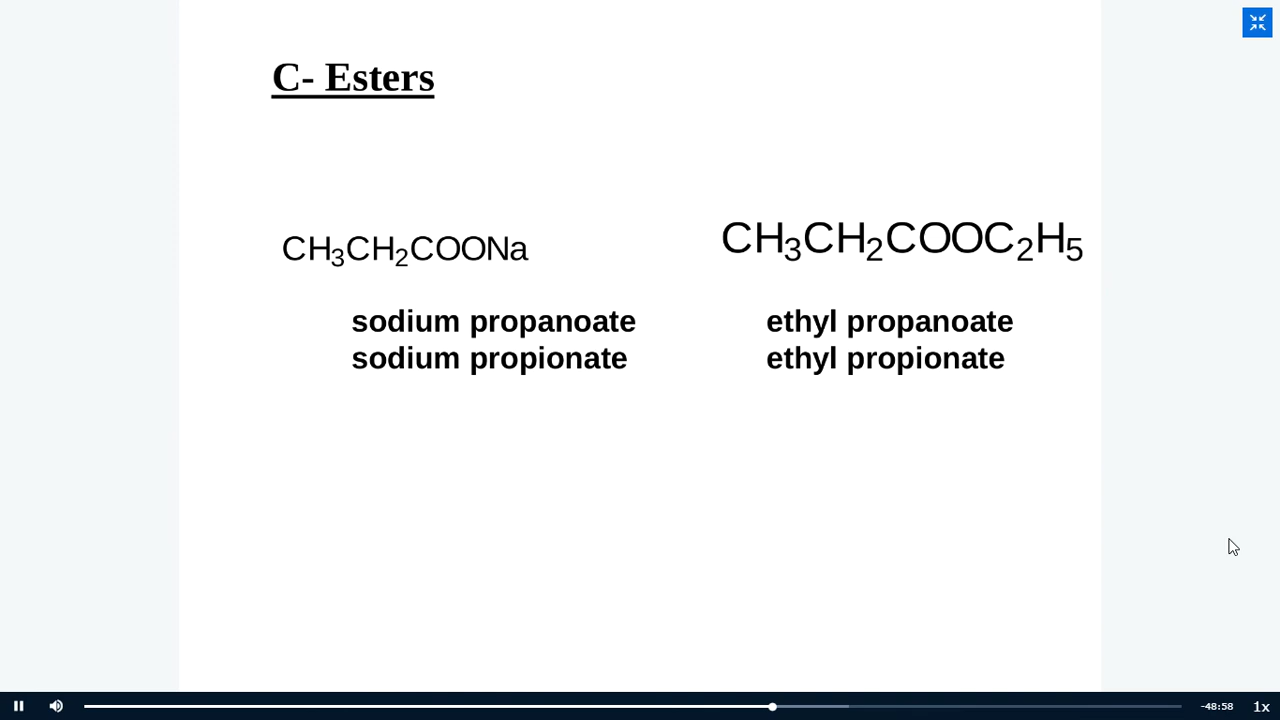 C- Esters
CH3CH2COONa
CH3CH2COOC2H5
sodium propanoate
sodium propionate
ethyl propanoate
ethyl propionate
-48:58
1x